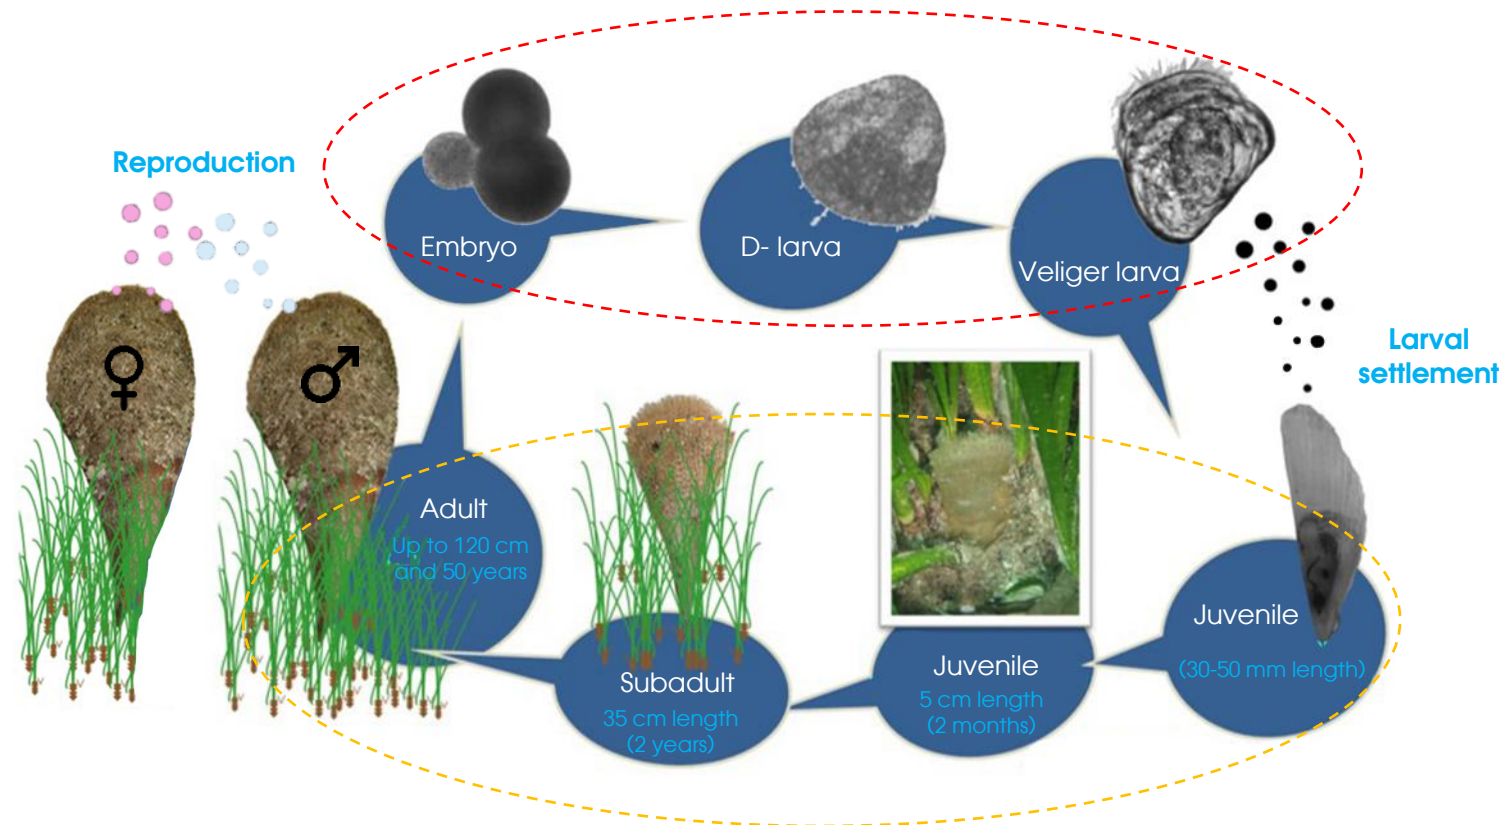 Reproduction
Embryo
D- larva
Veliger larva
Larval
settlement
Juvenile
(30-50 mm length)
Juvenile
5 cm length
(2 months)
Subadult
35 cm length
(2 years)
Adult
Up to 120 cm
and 50 years